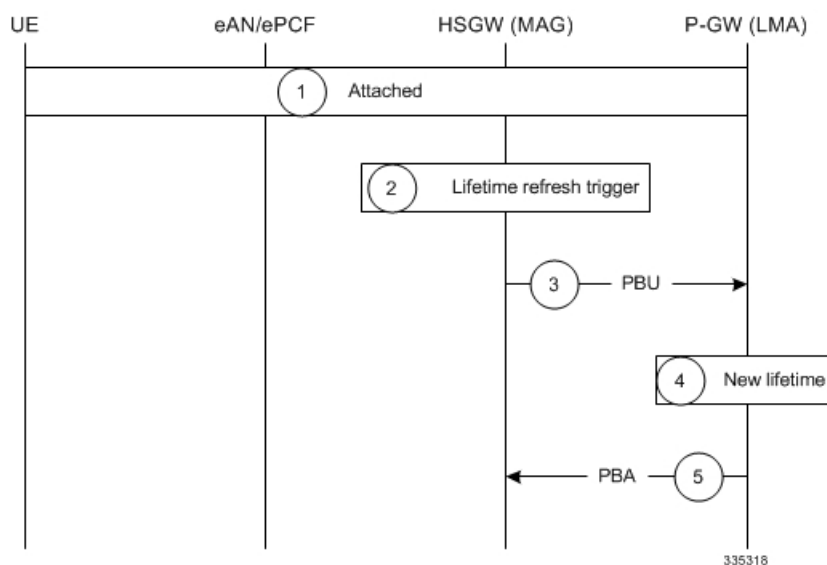 UE eAN/ePCF HSGW (MAG) P-GW (LMA)
1 Attached
2 Lifetime refresh trigger
3 PBU
4 New lifetime
PBA 5
335318